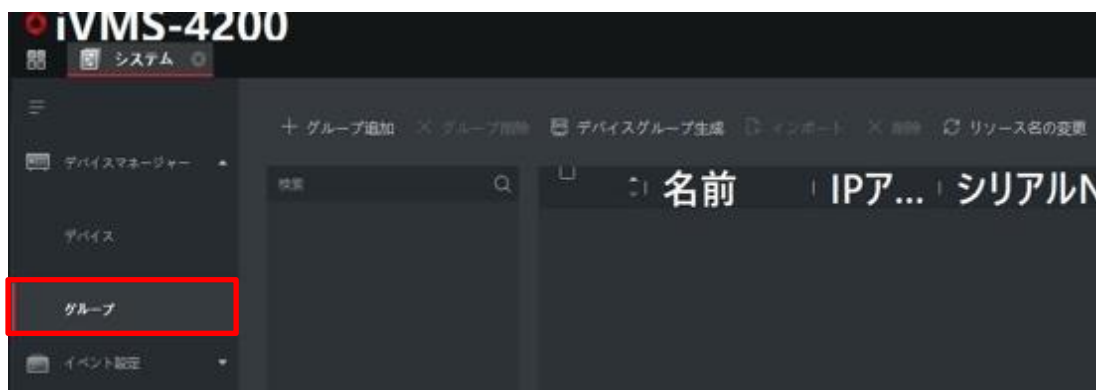 iVMS-4200
システム
+ グループ追加 × グループ削除 デバイスグループ生成 インポート × 削除 リソース名の変更
デバイスマネージャー
検索
名前 IPア... シリアルN
デバイス
グループ
イベント設定